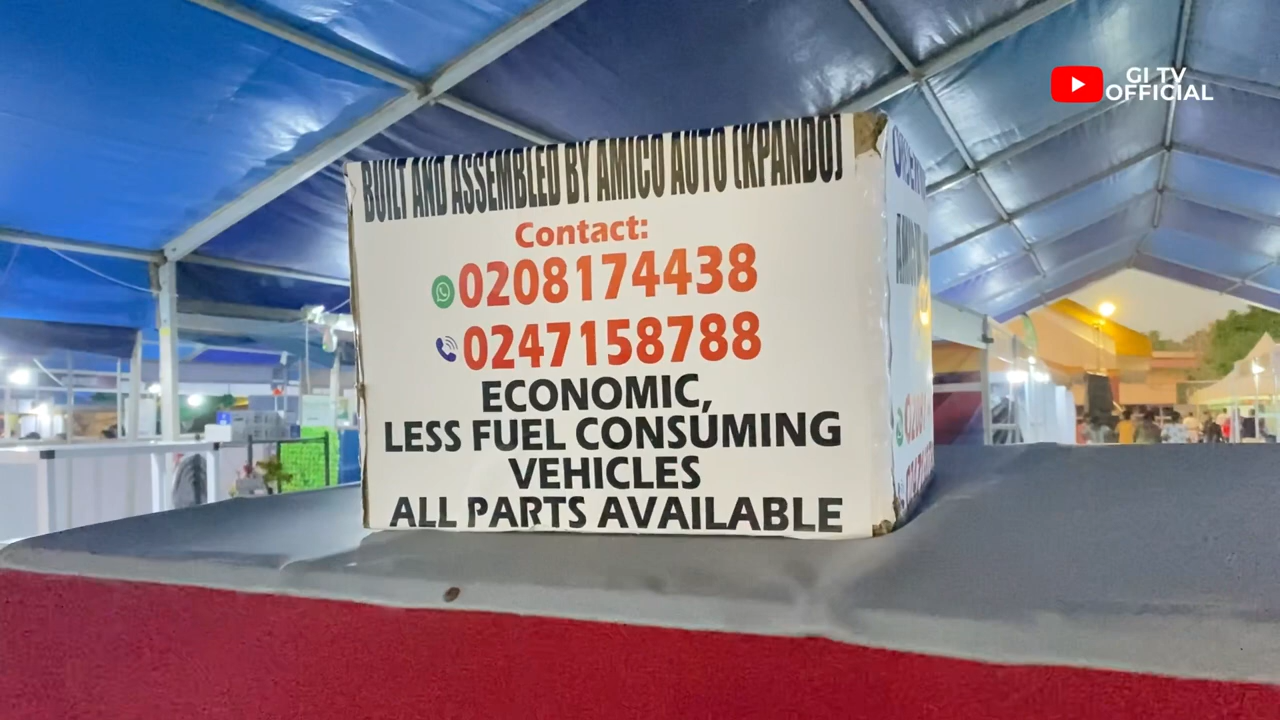 GI TV
OFFICIAL
BUILT AND ASSEMBLED BY AMICO AUTO (KPANDO)
Contact:
0208174438
0247158788
ECONOMIC,
LESS FUEL CONSUMING
VEHICLES
ALL PARTS AVAILABLE